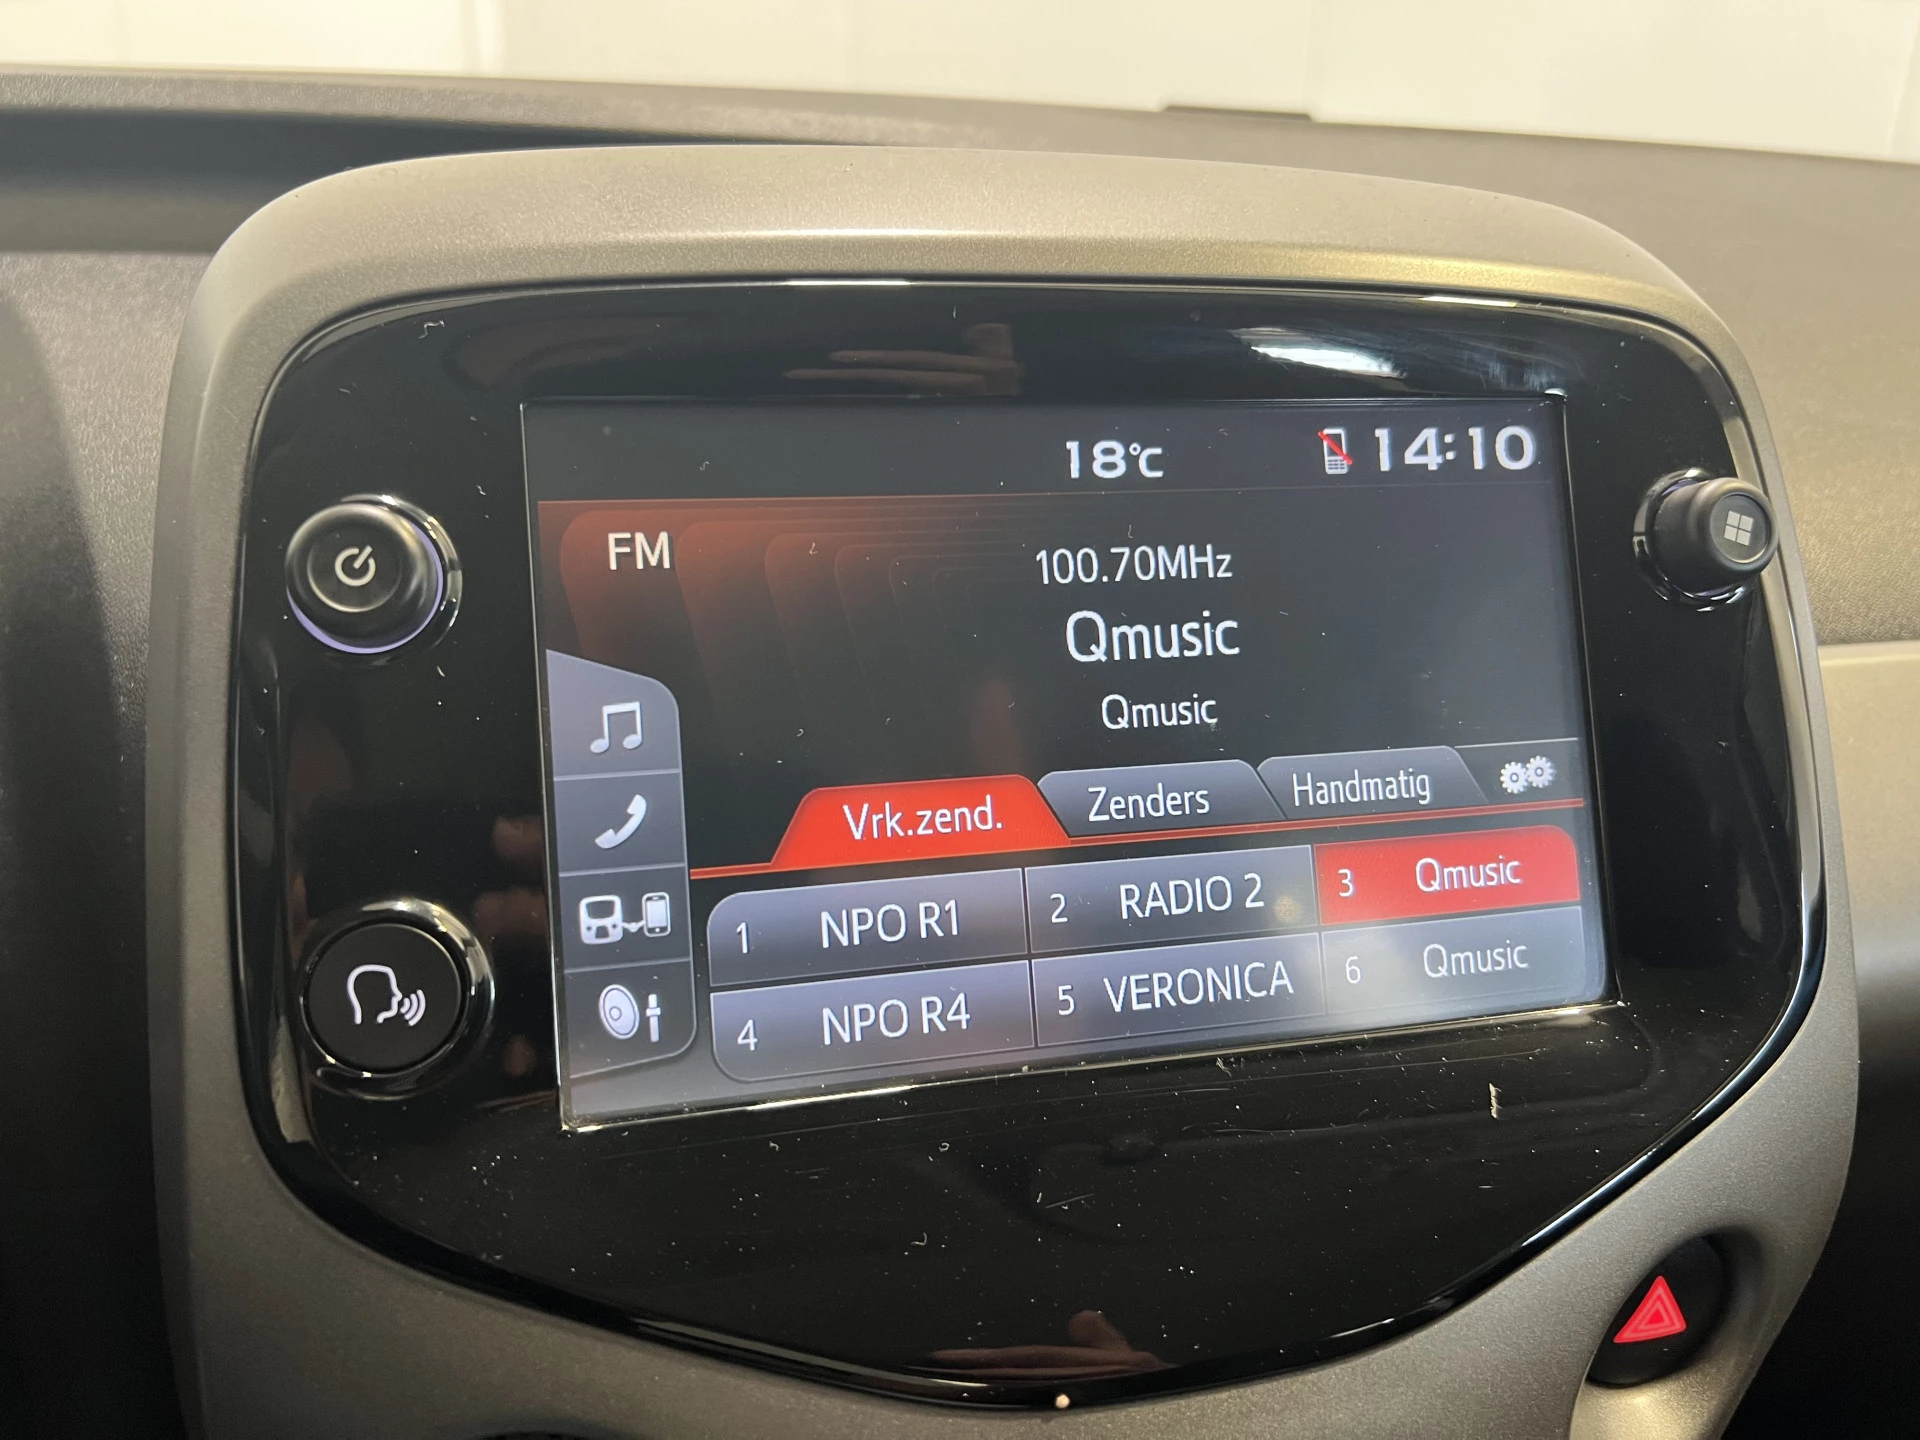 18°C 14:10
FM
100.70MHz
Qmusic
Qmusic
Vrk.zend. Zenders Handmatig
1 NPO R1 2 RADIO 2 3 Qmusic
4 NPO R4 5 VERONICA 6 Qmusic